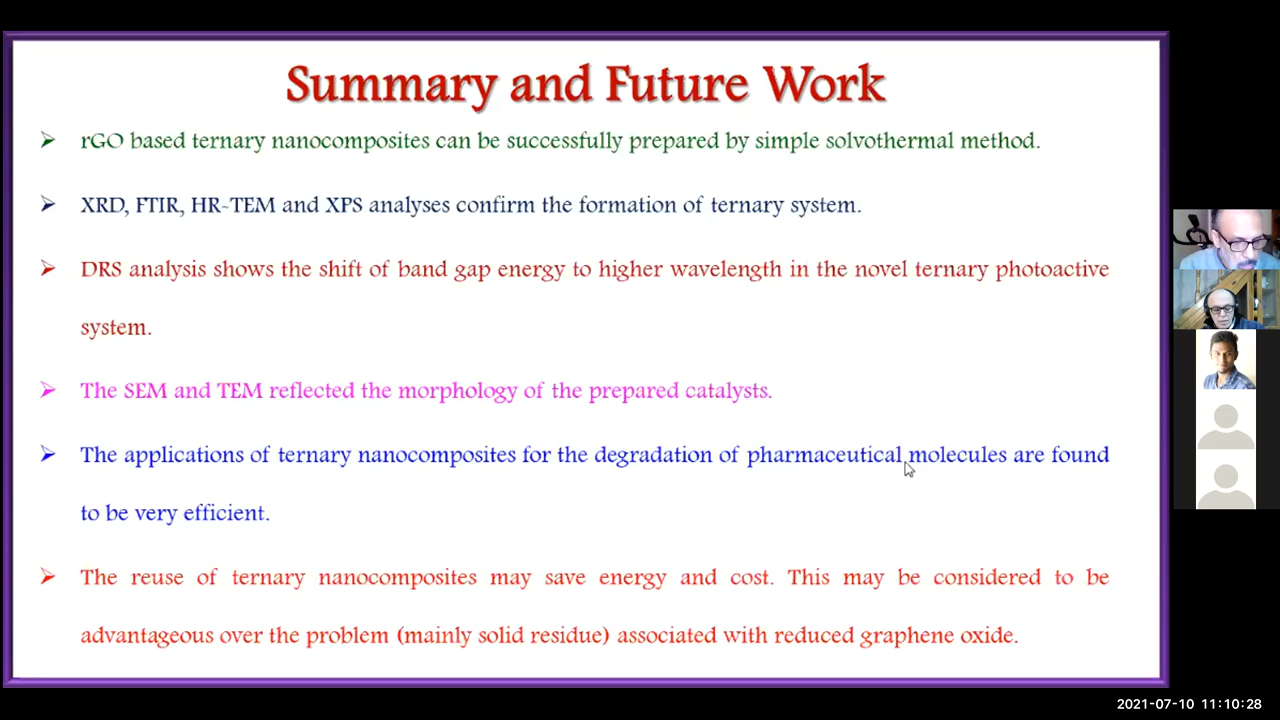 Summary and Future Work
rGO based ternary nanocomposites can be successfully prepared by simple solvothermal method.
XRD, FTIR, HR-TEM and XPS analyses confirm the formation of ternary system.
DRS analysis shows the shift of band gap energy to higher wavelength in the novel ternary photoactive
system.
The SEM and TEM reflected the morphology of the prepared catalysts.
The applications of ternary nanocomposites for the degradation of pharmaceutical molecules are found
to be very efficient.
The reuse of ternary nanocomposites may save energy and cost. This may be considered to be
advantageous over the problem (mainly solid residue) associated with reduced graphene oxide.
2021-07-10 11:10:28